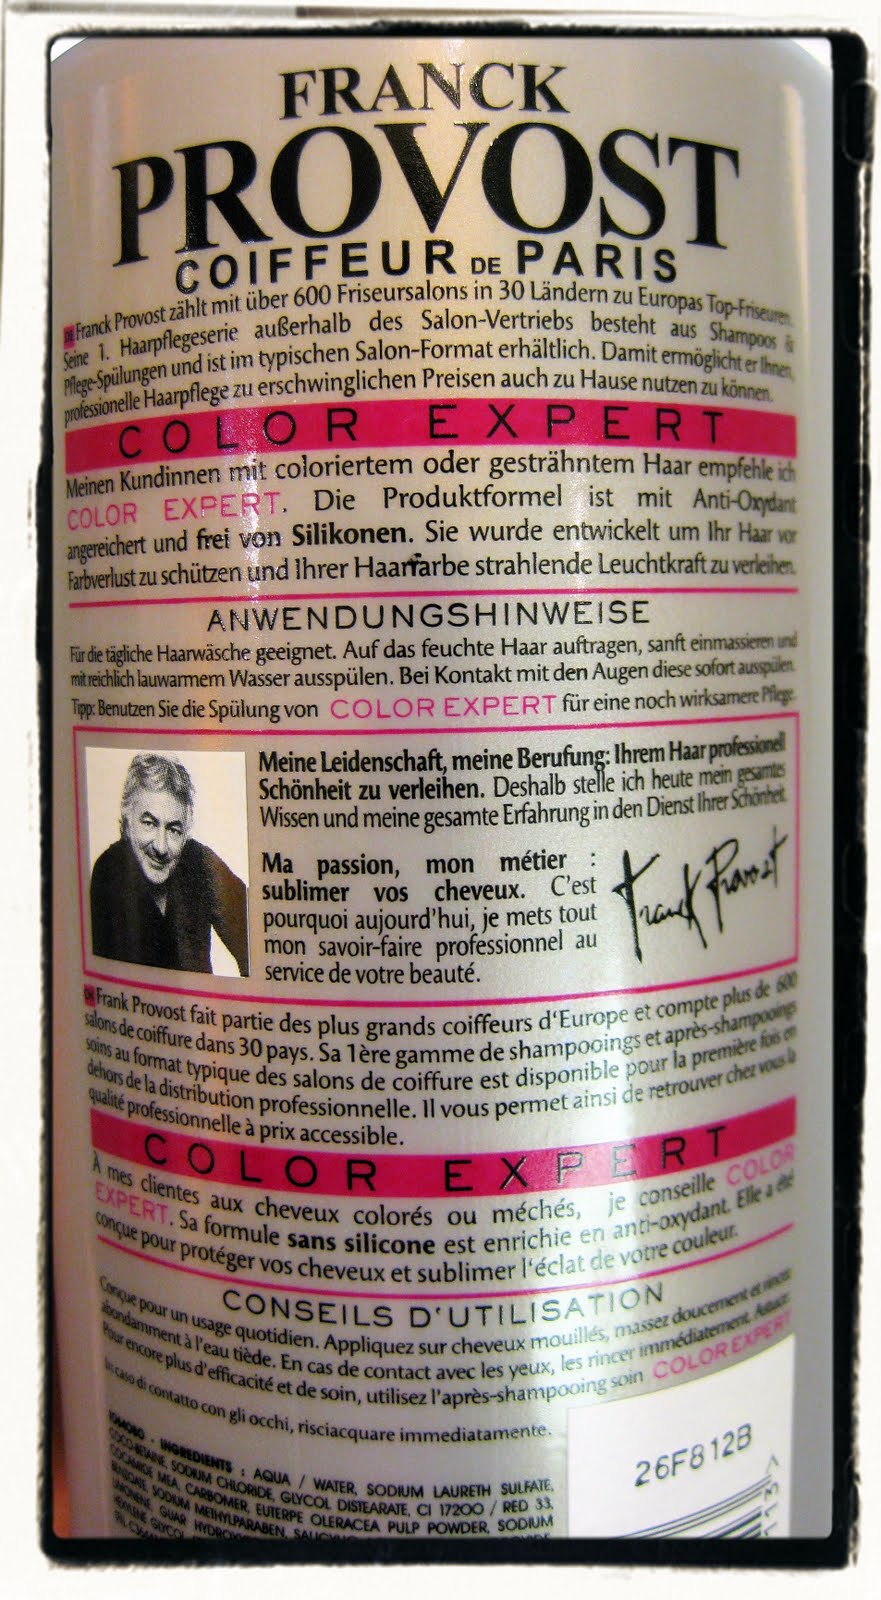 FRANCK
PROVOST
COIFFEUR DE PARIS
DE Franck Provost zählt mit über 600 Friseursalons in 30 Ländern zu Europas Top-Friseuren.
Seine 1. Haarpflegeserie außerhalb des Salon-Vertriebs besteht aus Shampoos &
Pflege-Spülungen und ist im typischen Salon-Format erhältlich. Damit ermöglicht er Ihnen,
professionelle Haarpflege zu erschwinglichen Preisen auch zu Hause nutzen zu können.
COLOR EXPERT
Meinen Kundinnen mit coloriertem oder gesträhntem Haar empfehle ich
COLOR EXPERT. Die Produktformel ist mit Anti-Oxydant
angereichert und frei von Silikonen. Sie wurde entwickelt um Ihr Haar vor
Farbverlust zu schützen und Ihrer Haarfarbe strahlende Leuchtkraft zu verleihen.
ANWENDUNGSHINWEISE
Für die tägliche Haarwäsche geeignet. Auf das feuchte Haar auftragen, sanft einmassieren und
mit reichlich lauwarmem Wasser ausspülen. Bei Kontakt mit den Augen diese sofort ausspülen.
Tipp: Benutzen Sie die Spülung von COLOR EXPERT für eine noch wirksamere Pflege.
Meine Leidenschaft, meine Berufung: Ihrem Haar professionell
Schönheit zu verleihen. Deshalb stelle ich heute mein gesamtes
Wissen und meine gesamte Erfahrung in den Dienst Ihrer Schönheit.
Ma passion, mon métier :
sublimer vos cheveux. C'est
pourquoi aujourd'hui, je mets tout
mon savoir-faire professionnel au
service de votre beauté.
Franck Provost
Frank Provost fait partie des plus grands coiffeurs d'Europe et compte plus de 600
salons de coiffure dans 30 pays. Sa 1ère gamme de shampooings et après-shampooings
soins au format typique des salons de coiffure est disponible pour la première fois en
dehors de la distribution professionnelle. Il vous permet ainsi de retrouver chez vous la
qualité professionnelle à prix accessible.
COLOR EXPERT
À mes clientes aux cheveux colorés ou méchés, je conseille COLOR
EXPERT. Sa formule sans silicone est enrichie en anti-oxydant. Elle a été
conçue pour protéger vos cheveux et sublimer l'éclat de votre couleur.
CONSEILS D'UTILISATION
Conçue pour un usage quotidien. Appliquez sur cheveux mouillés, massez doucement et rincez
abondamment à l'eau tiède. En cas de contact avec les yeux, les rincer immédiatement. Astuce:
Pour encore plus d'efficacité et de soin, utilisez l'après-shampooing soin COLOR EXPERT
In caso di contatto con gli occhi, risciacquare immediatamente.
INGREDIENTS : AQUA / WATER, SODIUM LAURETH SULFATE,
COCO-BETAINE, SODIUM CHLORIDE, GLYCOL DISTEARATE, CI 17200 / RED 33,
COCAMIDE MEA, CARBOMER, EUTERPE OLERACEA PULP POWDER, SODIUM
BENZOATE, SODIUM METHYLPARABEN,
LIMONENE, GUAR
HEXYLENE GLYCOL
26F812B
113>